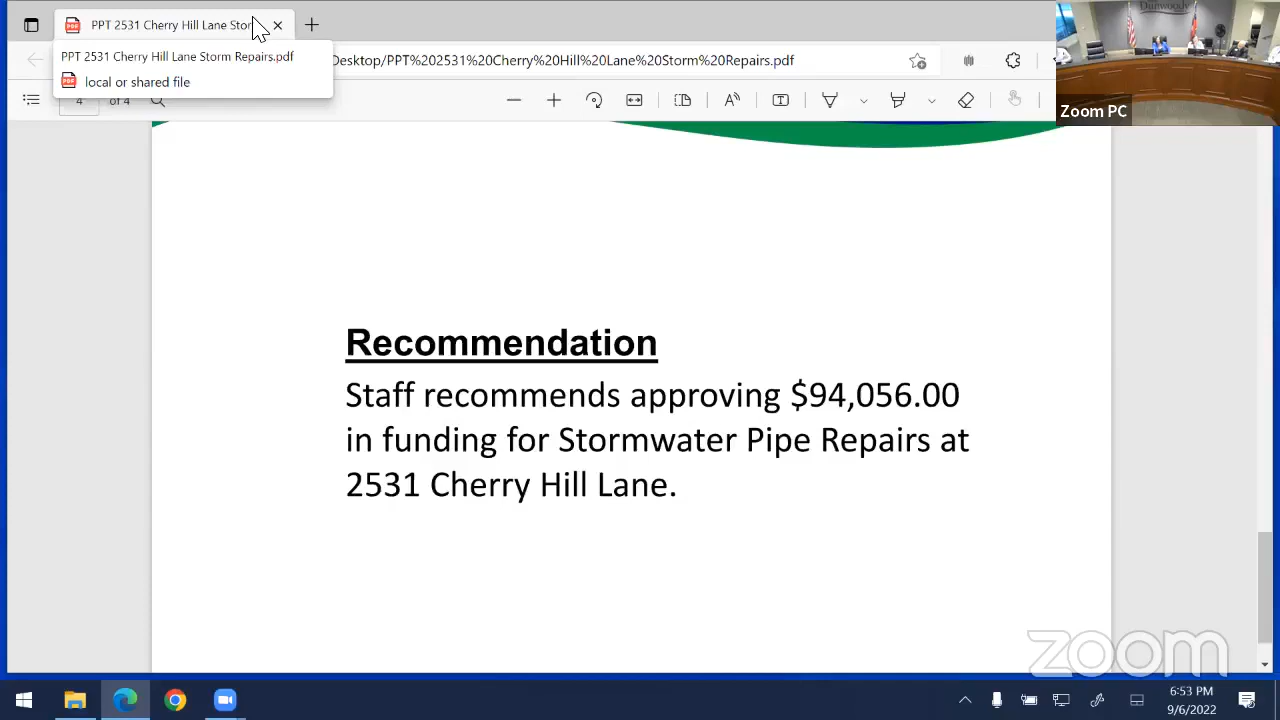 PPT 2531 Cherry Hill Lane Stor
PPT 2531 Cherry Hill Lane Storm Repairs.pdf
local or shared file
Desktop/PPT%202531%20Cherry%20Hill%20Lane%20Storm%20Repairs.pdf
4 of 4
Dunwoody
Zoom PC
Recommendation
Staff recommends approving $94,056.00
in funding for Stormwater Pipe Repairs at
2531 Cherry Hill Lane.
zoom
6:53 PM
9/6/2022